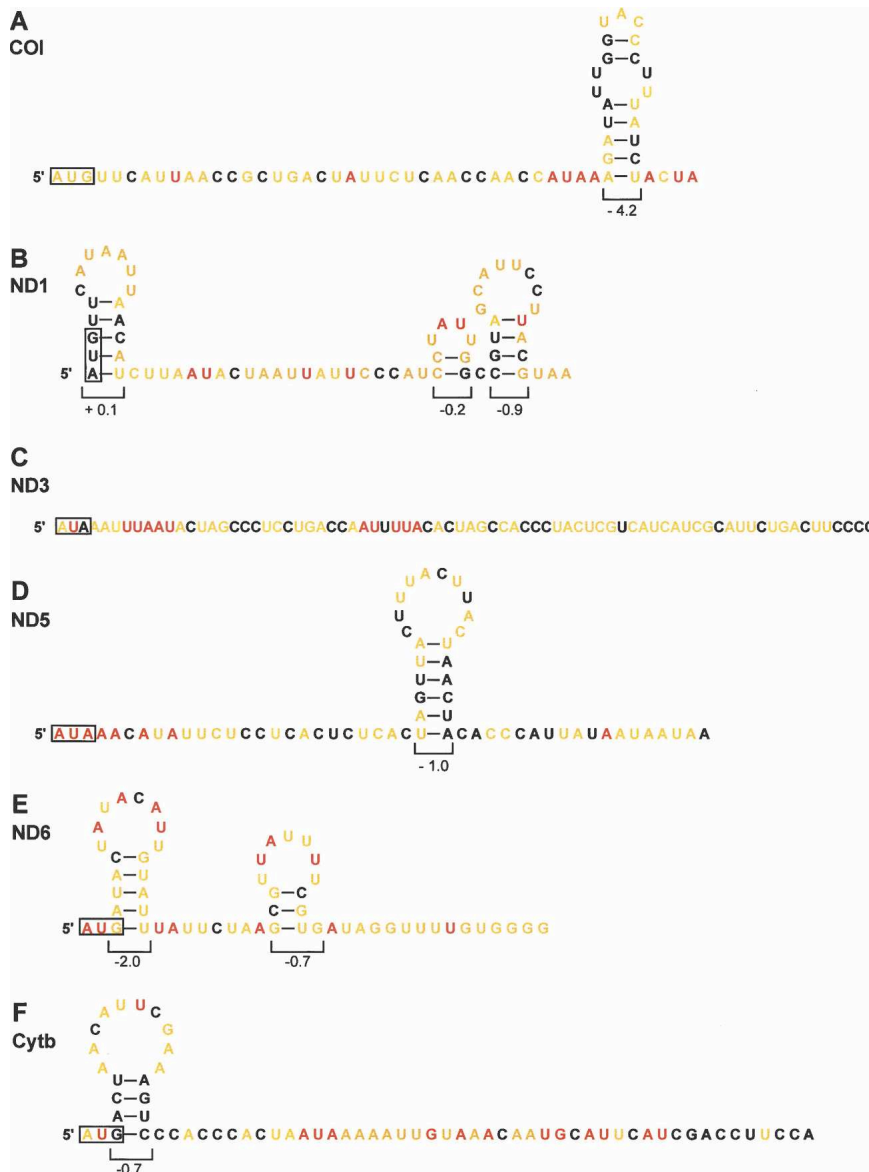 A
COI
A
U C
G–C
G–C
U U
U U
A–U
U–A
A–U
G–C
5' AUGUUCAUUAACCGCUGACUAUUCUCAACCAACCAUAAA–UACUA
- 4.2
B
ND1
U A A
A U
C U
U–A
U–A
G–C
U–A
A U U C
C C
G U
A–U
U–A
G–C
A U
U U
C–G
5' A–UCUUAAUACUAAUUAUUCCCAUC–GCC–GUAA
+ 0.1 -0.2 -0.9
C
ND3
5' AUAAAUUUUAAUACUAGCCCUCCUGACCAAUUUUACACUAGCCACCCUACUCGUCAUCAUCGCAUUCUGACUUCCCC
D
ND5
U A C U
U U
U A
C C
A–U
U–A
U–A
G–C
A–U
5' AUAAACAUAUUCUCCUCACUCUCACU–ACACCCAUUAUAAUAAUAA
- 1.0
E
ND6
U A C A
A U
U U
C–G
A–U
U–A
A–U
A U U
U U
U U
G–C
C–G
5' AUG–UUAUUCUAAG–UGAUAGGUUUUGUGGGG
-2.0 -0.7
F
Cytb
A U U C
C G
A A
A A
U–A
C–G
A–U
5' AUG–CCCACCCACUAAUAAAAAUUGUAAACAAUGCAUUCAUCGACCUUCCA
-0.7